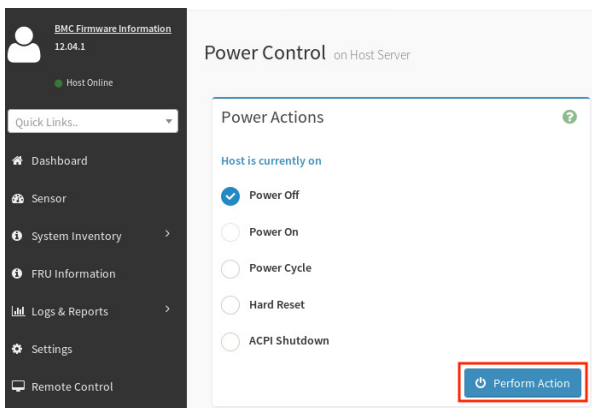 BMC Firmware Information
12.04.1
Host Online
Quick Links..
Dashboard
Sensor
System Inventory
FRU Information
Logs & Reports
Settings
Remote Control
Power Control on Host Server
Power Actions
Host is currently on
Power Off
Power On
Power Cycle
Hard Reset
ACPI Shutdown
Perform Action